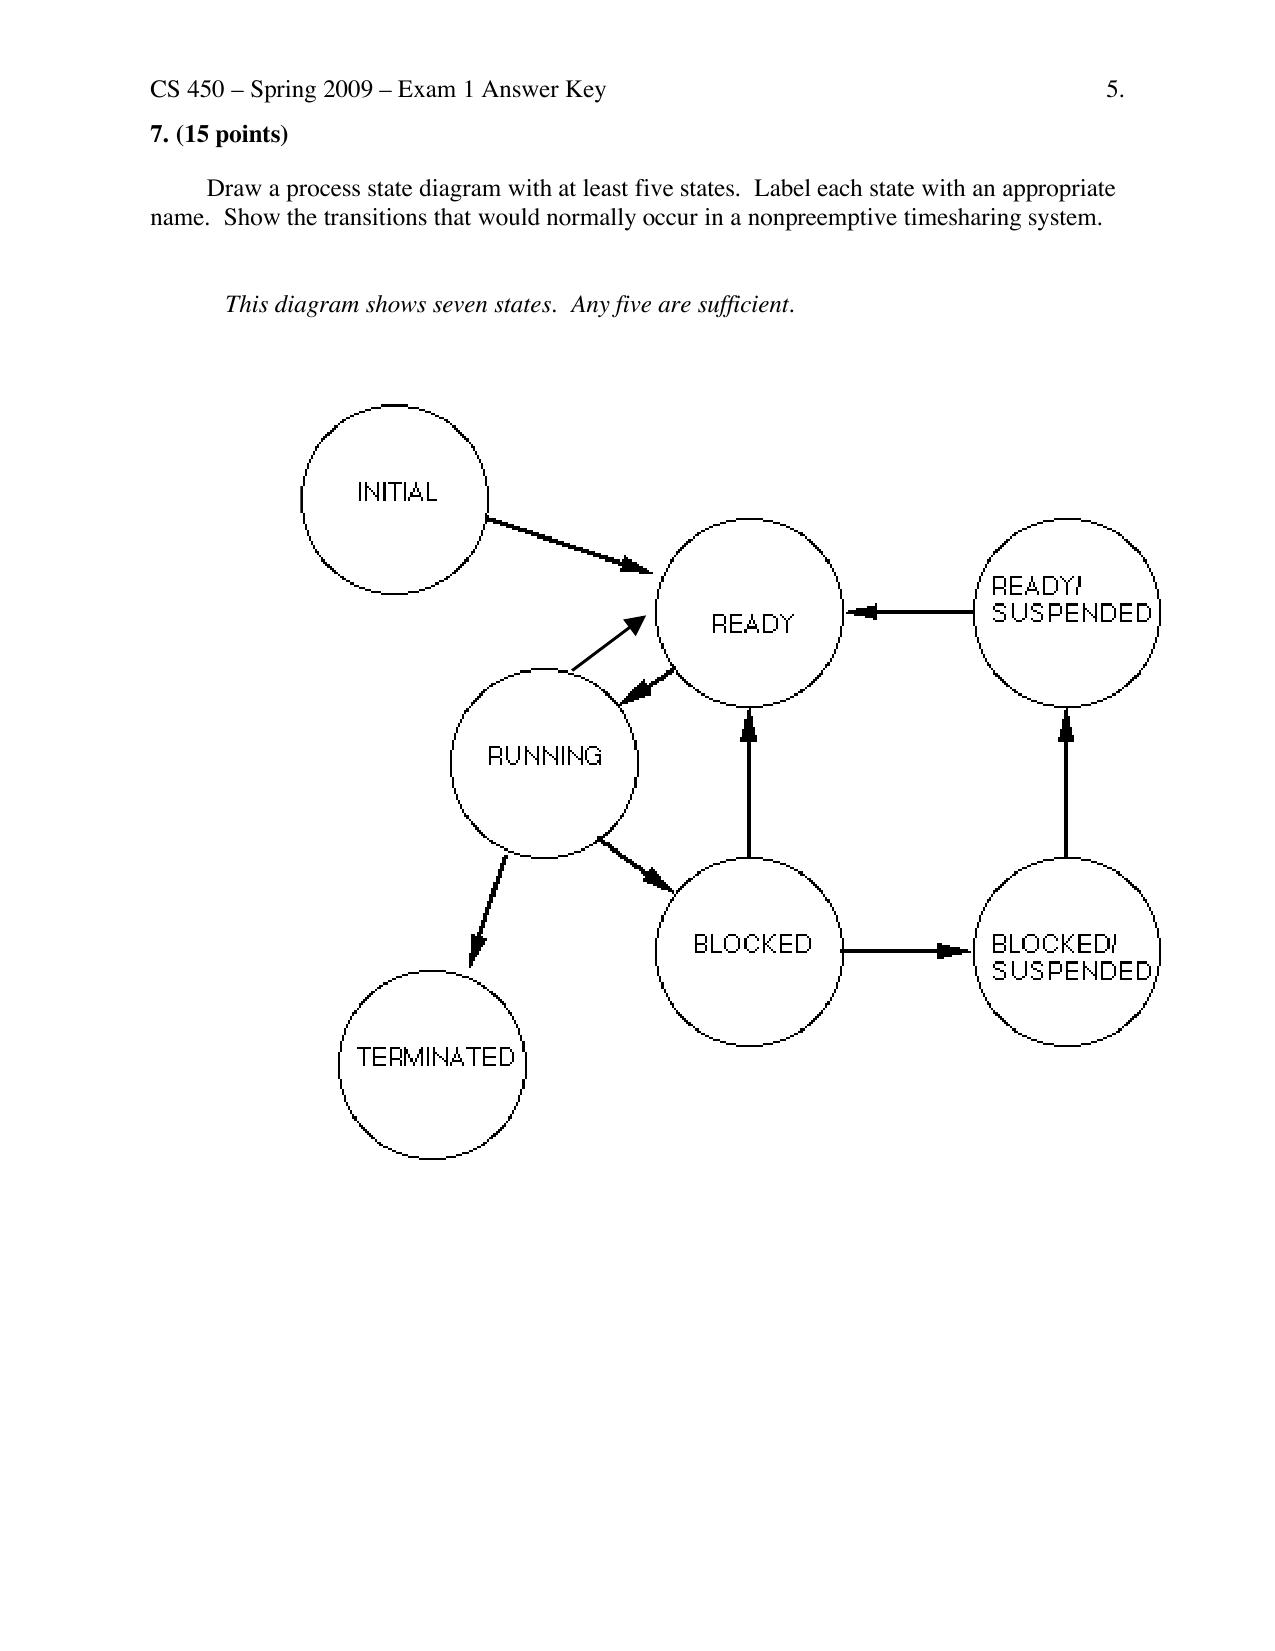 CS 450 – Spring 2009 – Exam 1 Answer Key 5.
7. (15 points)
Draw a process state diagram with at least five states.  Label each state with an appropriate
name.  Show the transitions that would normally occur in a nonpreemptive timesharing system.
This diagram shows seven states.  Any five are sufficient.
INITIAL
READY/
SUSPENDED
READY
RUNNING
BLOCKED
BLOCKED/
SUSPENDED
TERMINATED